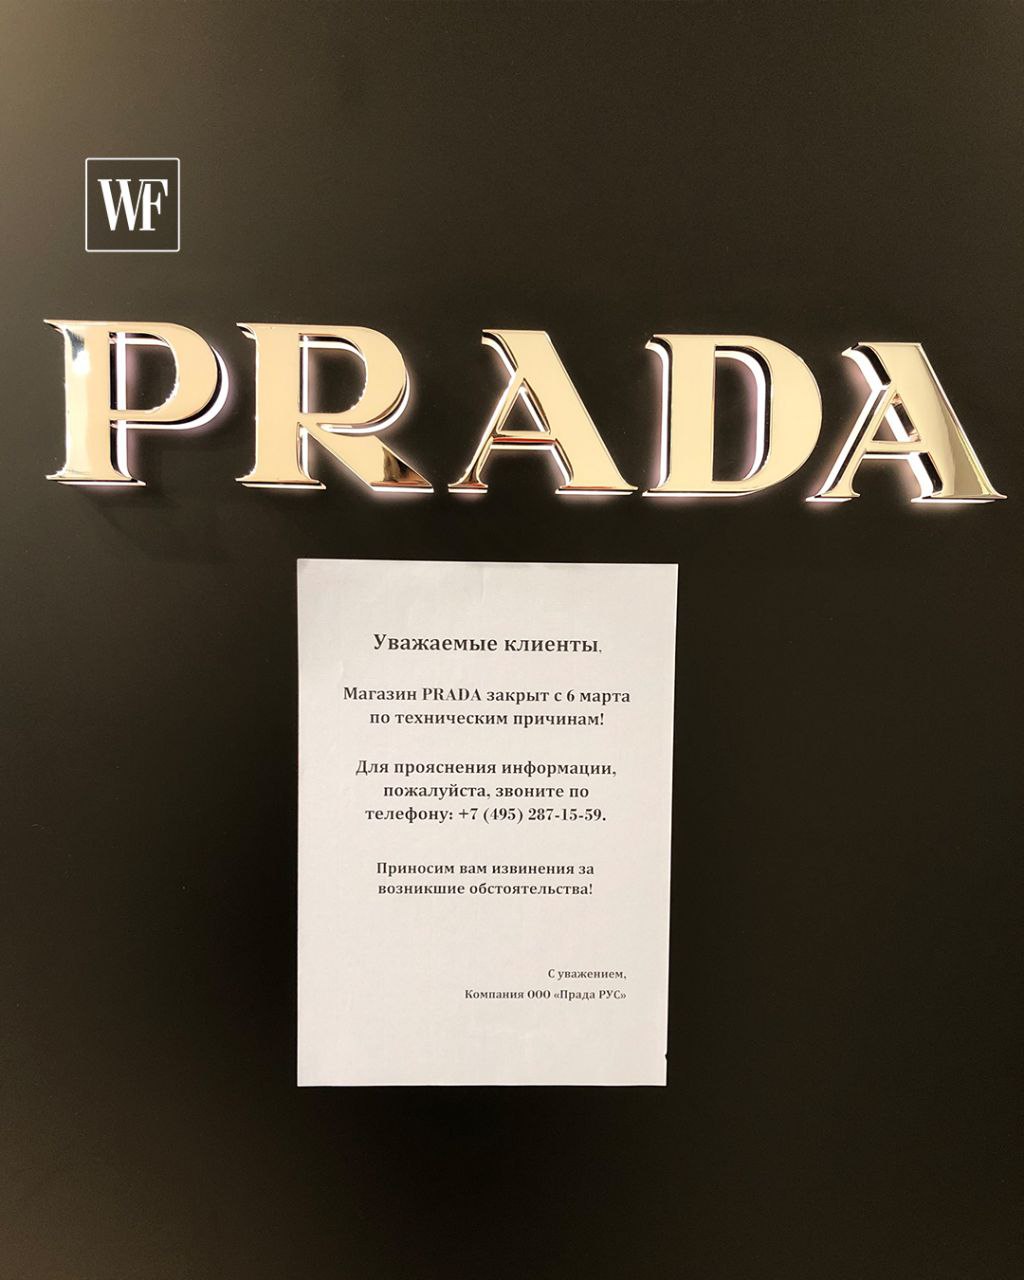 WF
PRADA
Уважаемые клиенты,
Магазин PRADA закрыт с 6 марта
по техническим причинам!
Для прояснения информации,
пожалуйста, звоните по
телефону: +7 (495) 287-15-59.
Приносим вам извинения за
возникшие обстоятельства!
С уважением,
Компания ООО «Прада РУС»